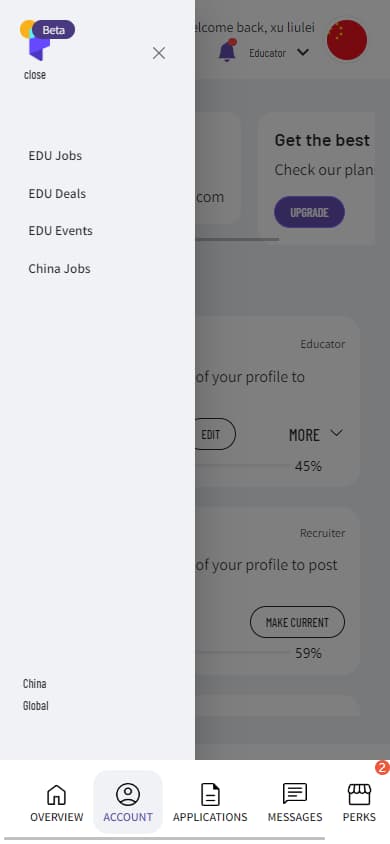 Beta
close
EDU Jobs
EDU Deals
EDU Events
China Jobs
China
Global
lcome back, xu liulei
Educator
com
Get the best
Check our plan
UPGRADE
Educator
of your profile to
EDIT
MORE
45%
Recruiter
of your profile to post
MAKE CURRENT
59%
2
OVERVIEW
ACCOUNT
APPLICATIONS
MESSAGES
PERKS